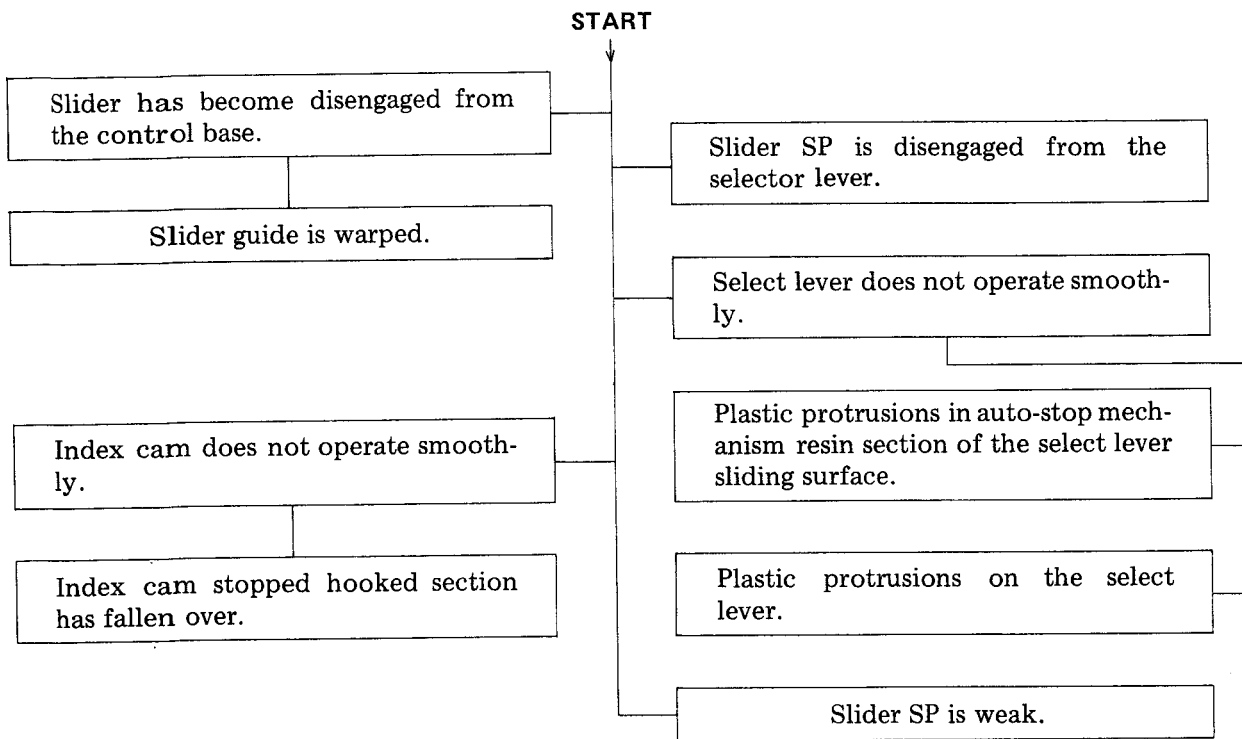 START
Slider has become disengaged from
the control base.
Slider SP is disengaged from the
selector lever.
Slider guide is warped.
Select lever does not operate smooth-
ly.
Plastic protrusions in auto-stop mech-
anism resin section of the select lever
sliding surface.
Index cam does not operate smooth-
ly.
Plastic protrusions on the select
lever.
Index cam stopped hooked section
has fallen over.
Slider SP is weak.